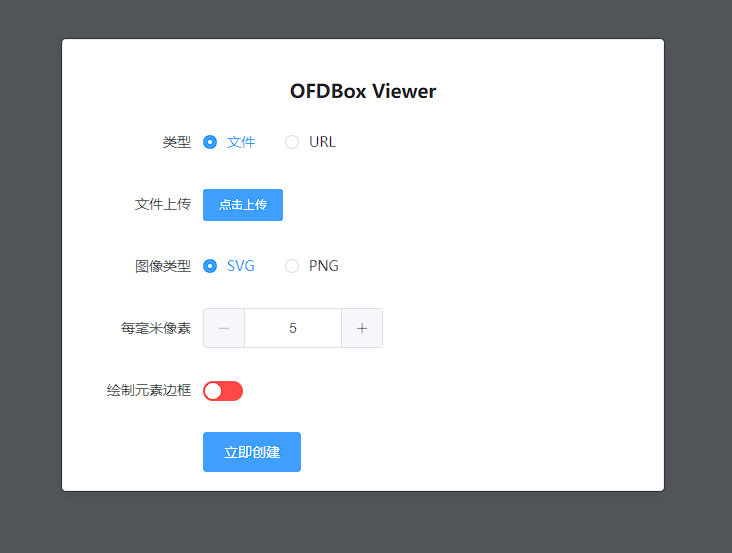 OFDBox Viewer
类型 文件 URL
文件上传 点击上传
图像类型 SVG PNG
每毫米像素 － 5 ＋
绘制元素边框
立即创建